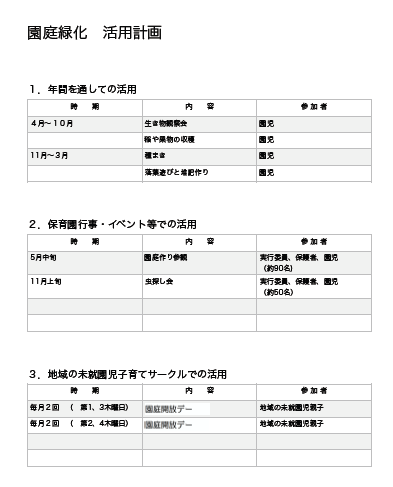 園庭緑化　活用計画
１．年間を通しての活用
時　期　内　容　参加者
４月～１０月　生き物観察会　園児
種や果物の収穫　園児
11月～３月　種まき　園児
落葉遊びと堆肥作り　園児
２．保育園行事・イベント等での活用
時　期　内　容　参加者
5月中旬　園庭作り参観　実行委員、保護者、園児
（約90名）
11月上旬　虫探し会　実行委員、保護者、園児
（約50名）
３．地域の未就園児子育てサークルでの活用
時　期　内　容　参加者
毎月２回　（　第1、3木曜日）　園庭開放デー　地域の未就園児親子
毎月２回　（　第2、4木曜日）　園庭開放デー　地域の未就園児親子